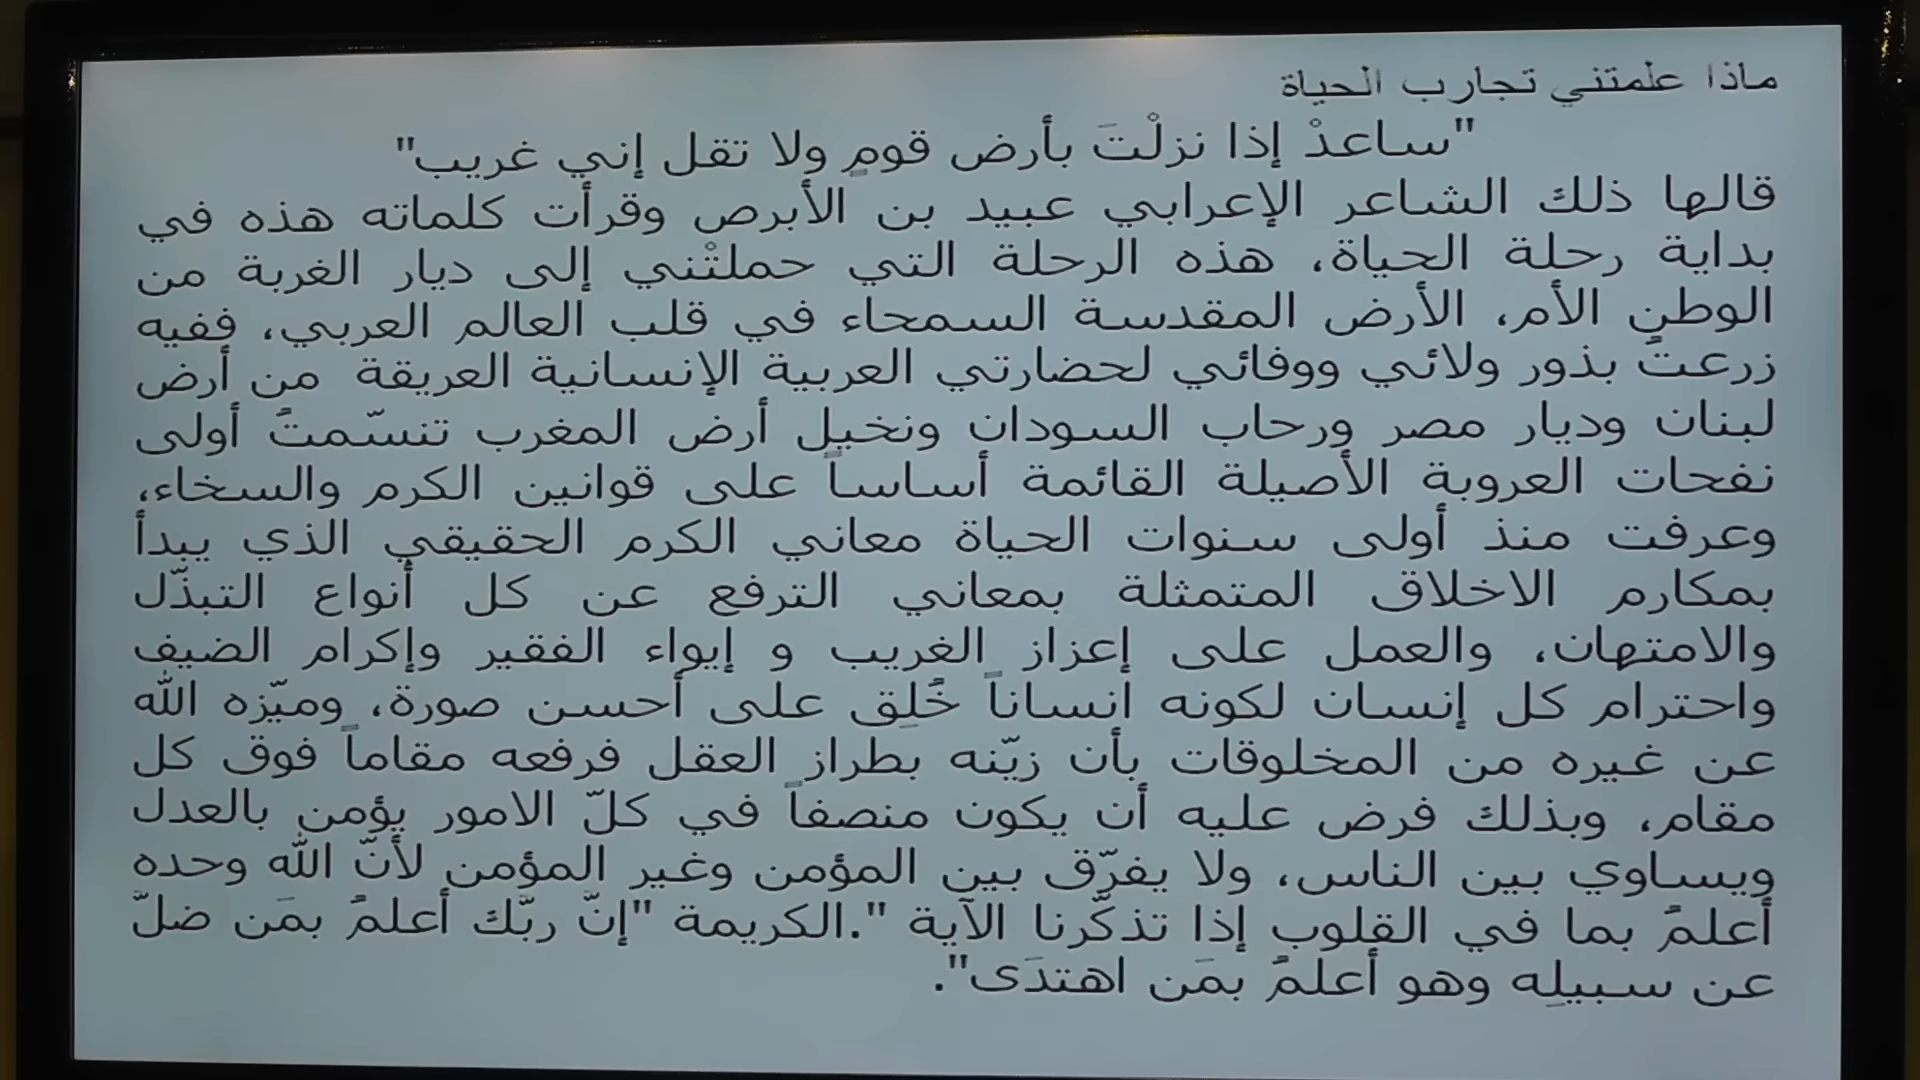 ماذا علمتني تجارب الحياة
"ساعدْ إذا نزلْتَ بأرض قومٍ ولا تقل إني غريب"
قالها ذلك الشاعر الإعرابي عبيد بن الأبرص وقرأت كلماته هذه في
بداية رحلة الحياة، هذه الرحلة التي حملتْني إلى ديار الغربة من
الوطن الأم، الأرض المقدسة السمحاء في قلب العالم العربي، ففيه
زرعتُ بذور ولائي ووفائي لحضارتي العربية الإنسانية العريقة من أرض
لبنان وديار مصر ورحاب السودان ونخيل أرض المغرب تنسّمتُ أولى
نفحات العروبة الأصيلة القائمة أساساً على قوانين الكرم والسخاء،
وعرفت منذ أولى سنوات الحياة معاني الكرم الحقيقي الذي يبدأ
بمكارم الاخلاق المتمثلة بمعاني الترفع عن كل أنواع التبذّل
والامتهان، والعمل على إعزاز الغريب و إيواء الفقير وإكرام الضيف
واحترام كل إنسان لكونه انساناً خُلِق على أحسن صورة، وميّزه الله
عن غيره من المخلوقات بأن زيّنه بطراز العقل فرفعه مقاماً فوق كل
مقام، وبذلك فرض عليه أن يكون منصفاً في كلّ الامور يؤمن بالعدل
ويساوي بين الناس، ولا يفرّق بين المؤمن وغير المؤمن لأنّ الله وحده
أعلمُ بما في القلوب إذا تذكّرنا الآية ".الكريمة "إنّ ربّك أعلمُ بمَن ضلّ
عن سبيلِه وهو أعلمُ بمَن اهتدَى".